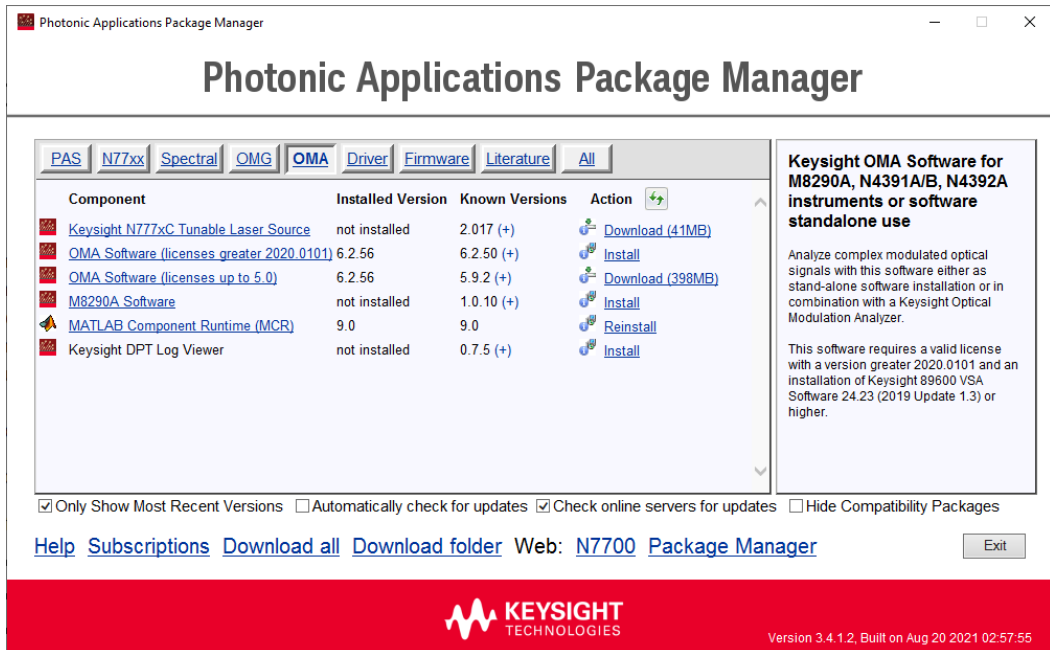 Photonic Applications Package Manager
Photonic Applications Package Manager
PAS N77xx Spectral OMG OMA Driver Firmware Literature All
Component Installed Version Known Versions Action
Keysight N777xC Tunable Laser Source not installed 2.017 (+) Download (41MB)
OMA Software (licenses greater 2020.0101) 6.2.56 6.2.50 (+) Install
OMA Software (licenses up to 5.0) 6.2.56 5.9.2 (+) Download (398MB)
M8290A Software not installed 1.0.10 (+) Install
MATLAB Component Runtime (MCR) 9.0 9.0 Reinstall
Keysight DPT Log Viewer not installed 0.7.5 (+) Install
Keysight OMA Software for
M8290A, N4391A/B, N4392A
instruments or software
standalone use
Analyze complex modulated optical
signals with this software either as
stand-alone software installation or in
combination with a Keysight Optical
Modulation Analyzer.
This software requires a valid license
with a version greater 2020.0101 and an
installation of Keysight 89600 VSA
Software 24.23 (2019 Update 1.3) or
higher.
Only Show Most Recent Versions Automatically check for updates Check online servers for updates Hide Compatibility Packages
Help Subscriptions Download all Download folder Web: N7700 Package Manager Exit
KEYSIGHT
TECHNOLOGIES
Version 3.4.1.2, Built on Aug 20 2021 02:57:55